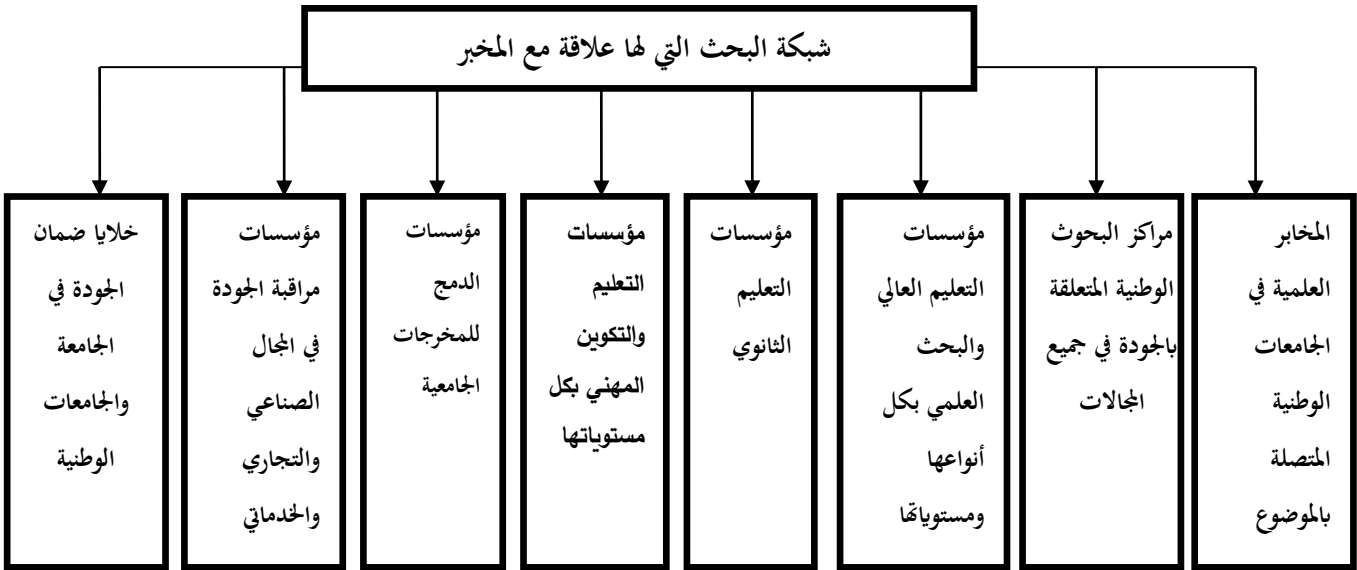 شبكة البحث التي لها علاقة مع المخبر
المخابر
العلمية في
الجامعات
الوطنية
المتصلة
بالموضوع
مراكز البحوث
الوطنية المتعلقة
بالجودة في جميع
المجالات
مؤسسات
التعليم العالي
والبحث
العلمي بكل
أنواعها
ومستوياتها
مؤسسات
التعليم
الثانوي
مؤسسات
التعليم
والتكوين
المهني بكل
مستوياتها
مؤسسات
الدمج
للمخرجات
الجامعية
مؤسسات
مراقبة الجودة
في المجال
الصناعي
والتجاري
والخدماتي
خلايا ضمان
الجودة في
الجامعة
والجامعات
الوطنية